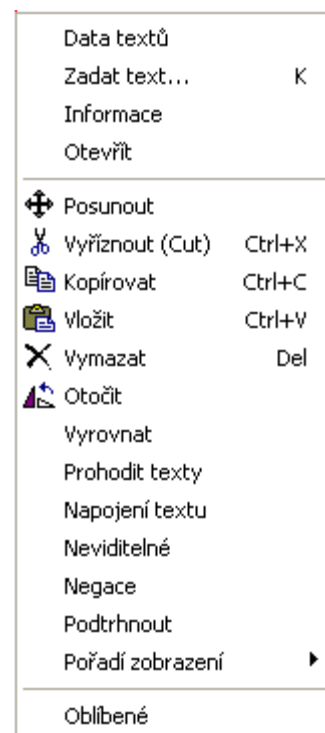 Data textů
Zadat text... K
Informace
Otevřít
Posunout
Vyříznout (Cut) Ctrl+X
Kopírovat Ctrl+C
Vložit Ctrl+V
Vymazat Del
Otočit
Vyrovnat
Prohodit texty
Napojení textu
Neviditelné
Negace
Podtrhnout
Pořadí zobrazení
Oblíbené